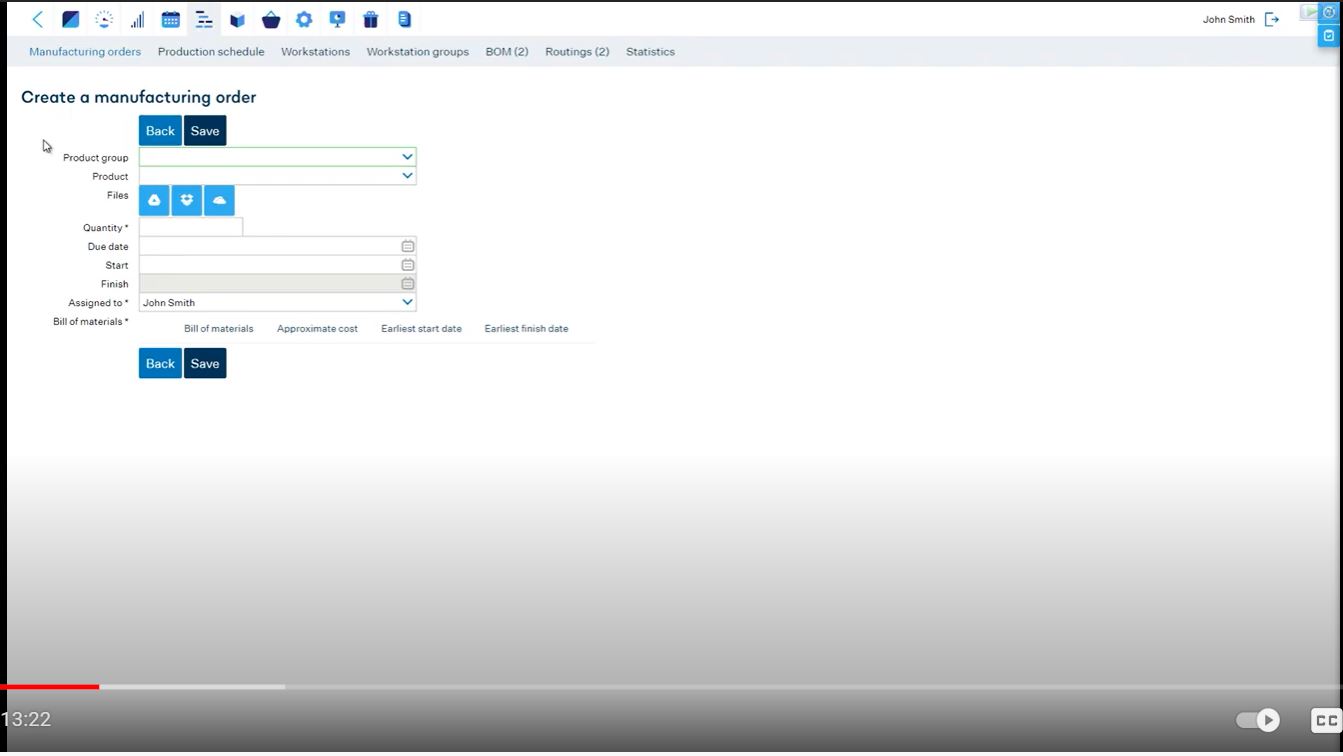 John Smith
Manufacturing orders Production schedule Workstations Workstation groups BOM (2) Routings (2) Statistics
Create a manufacturing order
Back Save
Product group
Product
Files
Quantity *
Due date
Start
Finish
Assigned to * John Smith
Bill of materials *
Bill of materials Approximate cost Earliest start date Earliest finish date
Back Save
13:22
CC